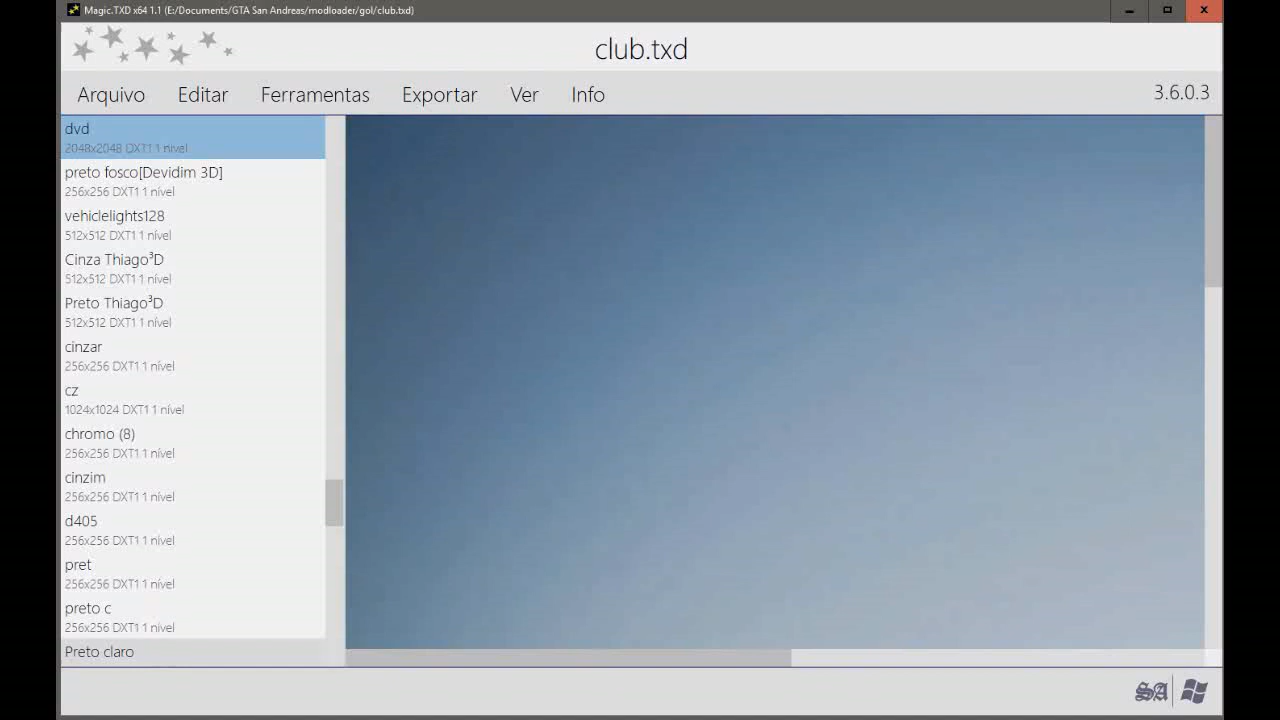 Magic.TXD x64 1.1 (E:/Documents/GTA San Andreas/modloader/gol/club.txd)
club.txd
Arquivo Editar Ferramentas Exportar Ver Info 3.6.0.3
dvd
2048x2048 DXT1 1 nível
preto fosco[Devidim 3D]
256x256 DXT1 1 nível
vehiclelights128
512x512 DXT1 1 nível
Cinza Thiago³D
512x512 DXT1 1 nível
Preto Thiago³D
512x512 DXT1 1 nível
cinzar
256x256 DXT1 1 nível
cz
1024x1024 DXT1 1 nível
chromo (8)
256x256 DXT1 1 nível
cinzim
256x256 DXT1 1 nível
d405
256x256 DXT1 1 nível
pret
256x256 DXT1 1 nível
preto c
256x256 DXT1 1 nível
Preto claro
SA